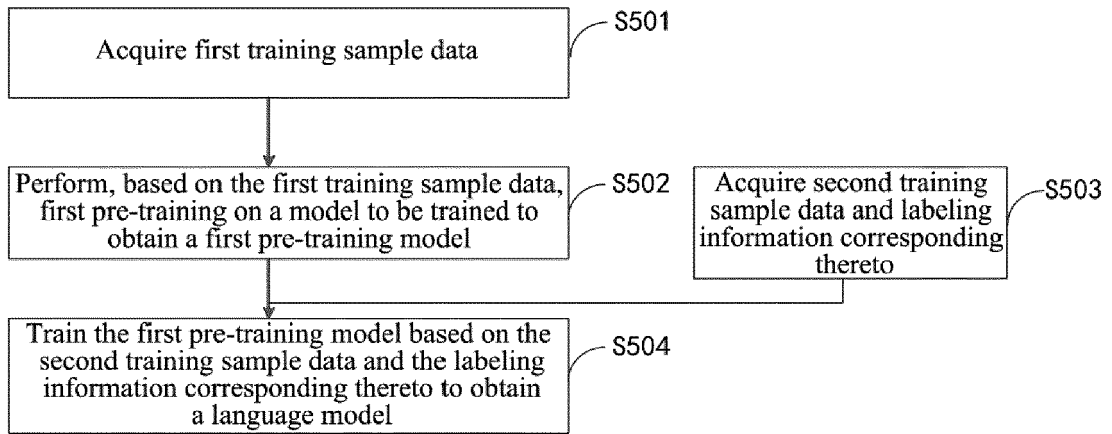 Acquire first training sample data
S501
Perform, based on the first training sample data,
first pre-training on a model to be trained to
obtain a first pre-training model
S502
Acquire second training
sample data and labeling
information corresponding
thereto
S503
Train the first pre-training model based on the
second training sample data and the labeling
information corresponding thereto to obtain
a language model
S504